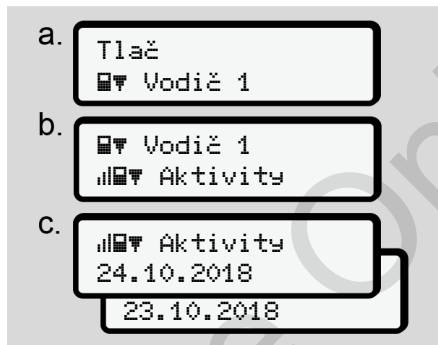 a.
Tlač
Vodič 1
b.
Vodič 1
Aktivity
c.
Aktivity
24.10.2018
23.10.2018